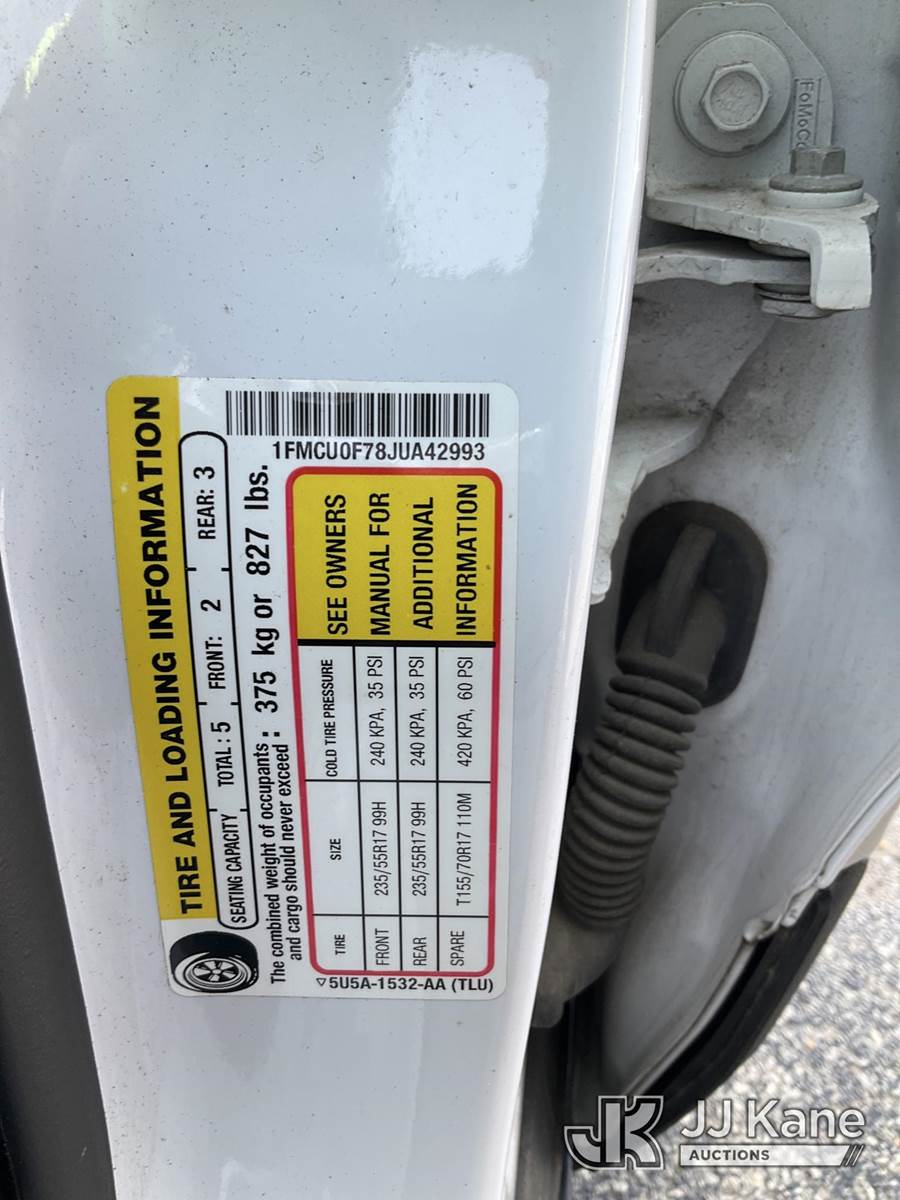 TIRE AND LOADING INFORMATION
SEATING CAPACITY TOTAL : 5 FRONT: 2 REAR: 3
The combined weight of occupants
and cargo should never exceed : 375 kg or 827 lbs.
1FMCU0F78JUA42993
TIRE SIZE COLD TIRE PRESSURE
FRONT 235/55R17 99H 240 KPA, 35 PSI
REAR 235/55R17 99H 240 KPA, 35 PSI
SPARE T155/70R17 110M 420 KPA, 60 PSI
SEE OWNERS
MANUAL FOR
ADDITIONAL
INFORMATION
5U5A-1532-AA (TLU)
FoMoCo
JK JJ Kane
AUCTIONS